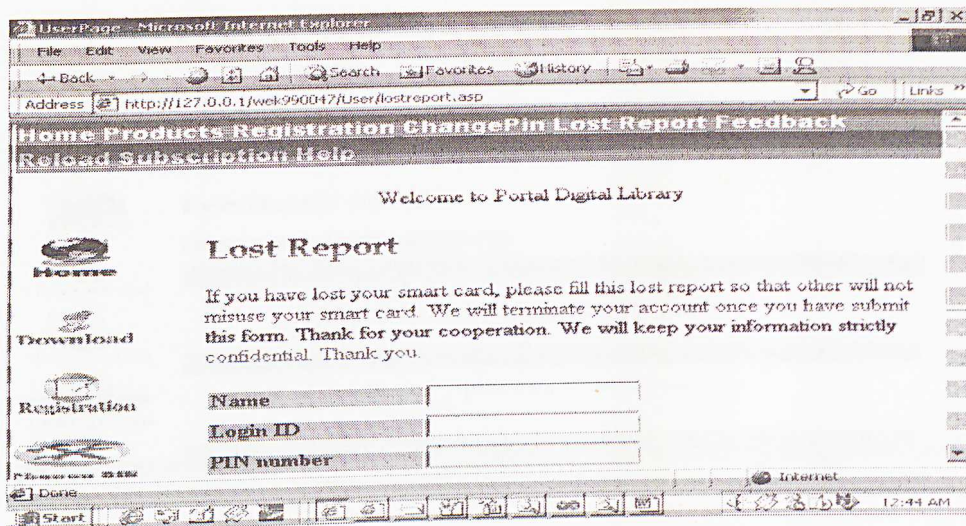 UserPage - Microsoft Internet Explorer
File Edit View Favorites Tools Help
Back Search Favorites History
Address http://127.0.0.1/wek990047/User/lostreport.asp Go Links »
Home Products Registration ChangePin Lost Report Feedback
Reload Subscription Help
Welcome to Portal Digital Library
Home
Download
Registration
Lost Report
If you have lost your smart card, please fill this lost report so that other will not
misuse your smart card. We will terminate your account once you have submit
this form. Thank for your cooperation. We will keep your information strictly
confidential. Thank you.
Name
Login ID
PIN number
Done Internet
Start 12:44 AM